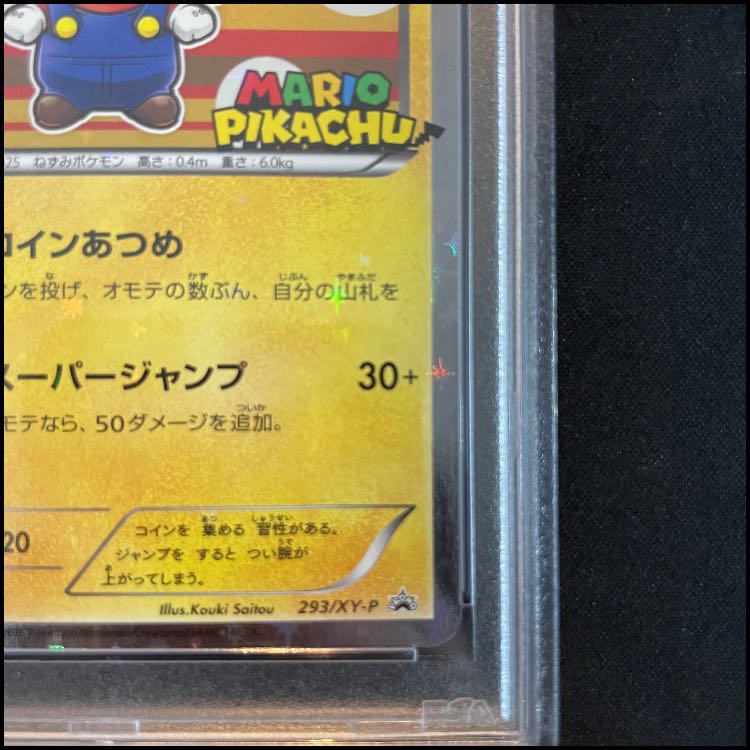 MARIO
PIKACHU
25 ねずみポケモン 高さ：0.4m 重さ：6.0kg
コインあつめ
ンを投げ、オモテの数ぶん、自分の山札を
スーパージャンプ 30+
モテなら、50ダメージを追加。
20
コインを 集める 習性がある。
ジャンプを すると つい腕が
上がってしまう。
Illus.Kouki Saitou 293/XY-P
PSA